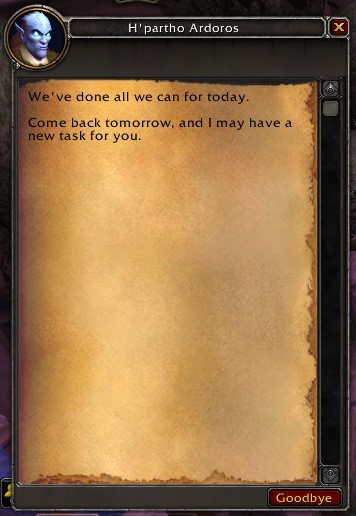 H'partho Ardoros
We've done all we can for today.
Come back tomorrow, and I may have a
new task for you.
Goodbye